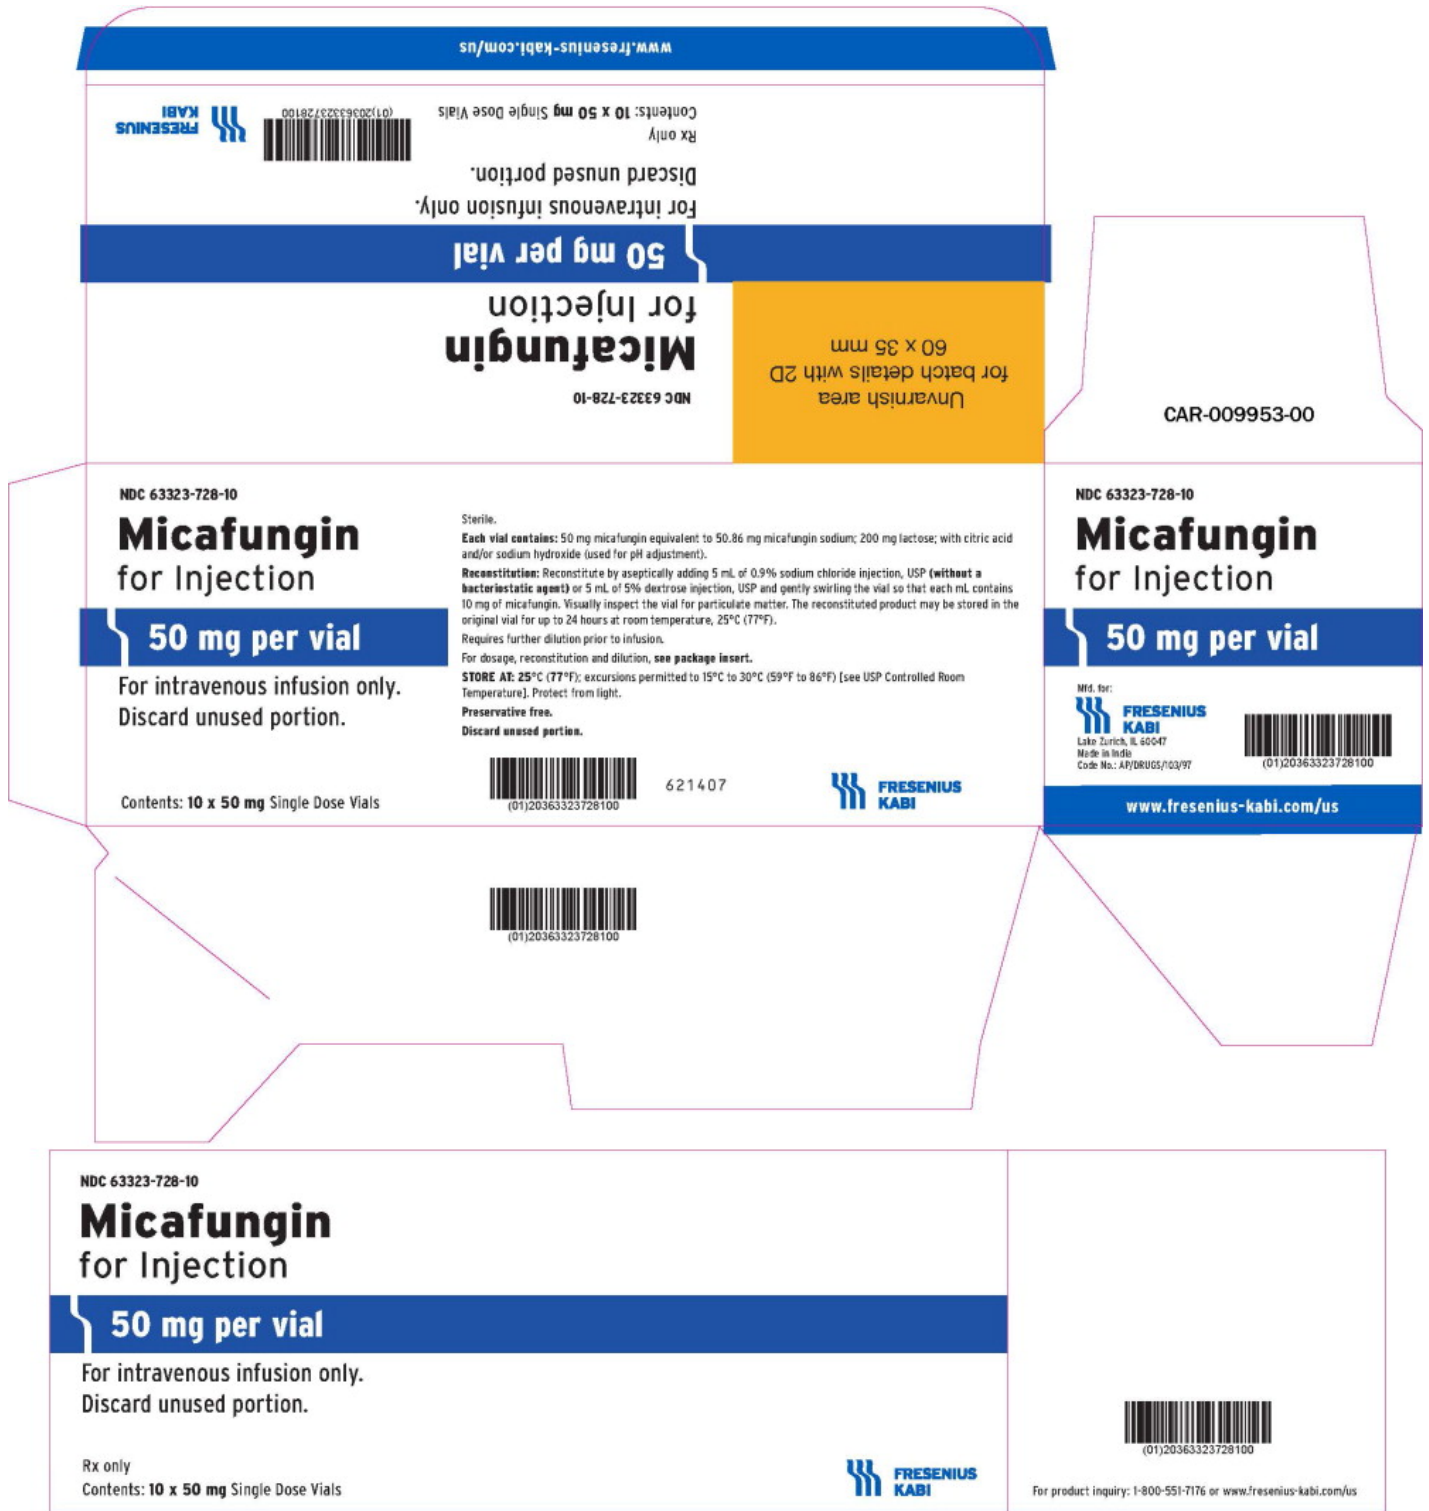 www.fresenius-kabi.com/us
FRESENIUS
KABI
(01)20363323728100
Contents: 10 x 50 mg Single Dose Vials
Rx only
Discard unused portion.
For intravenous infusion only.
50 mg per vial
for Injection
Micafungin
NDC 63323-728-10
Unvarnish area
for batch details with 2D
60 x 35 mm
CAR-009953-00
NDC 63323-728-10
Micafungin
for Injection
50 mg per vial
For intravenous infusion only.
Discard unused portion.
Contents: 10 x 50 mg Single Dose Vials
Sterile.
Each vial contains: 50 mg micafungin equivalent to 50.86 mg micafungin sodium; 200 mg lactose; with citric acid
and/or sodium hydroxide (used for pH adjustment).
Reconstitution: Reconstitute by aseptically adding 5 mL of 0.9% sodium chloride injection, USP (without a
bacteriostatic agent) or 5 mL of 5% dextrose injection, USP and gently swirling the vial so that each mL contains
10 mg of micafungin. Visually inspect the vial for particulate matter. The reconstituted product may be stored in the
original vial for up to 24 hours at room temperature, 25°C (77°F).
Requires further dilution prior to infusion.
For dosage, reconstitution and dilution, see package insert.
STORE AT: 25°C (77°F); excursions permitted to 15°C to 30°C (59°F to 86°F) [see USP Controlled Room
Temperature]. Protect from light.
Preservative free.
Discard unused portion.
(01)20363323728100
621407
FRESENIUS
KABI
NDC 63323-728-10
Micafungin
for Injection
50 mg per vial
Mfd. for:
FRESENIUS
KABI
Lake Zurich, IL 60047
Made in India
Code No.: AP/DRUGS/103/97
(01)20363323728100
www.fresenius-kabi.com/us
(01)20363323728100
NDC 63323-728-10
Micafungin
for Injection
50 mg per vial
For intravenous infusion only.
Discard unused portion.
Rx only
Contents: 10 x 50 mg Single Dose Vials
FRESENIUS
KABI
(01)20363323728100
For product inquiry: 1-800-551-7176 or www.fresenius-kabi.com/us